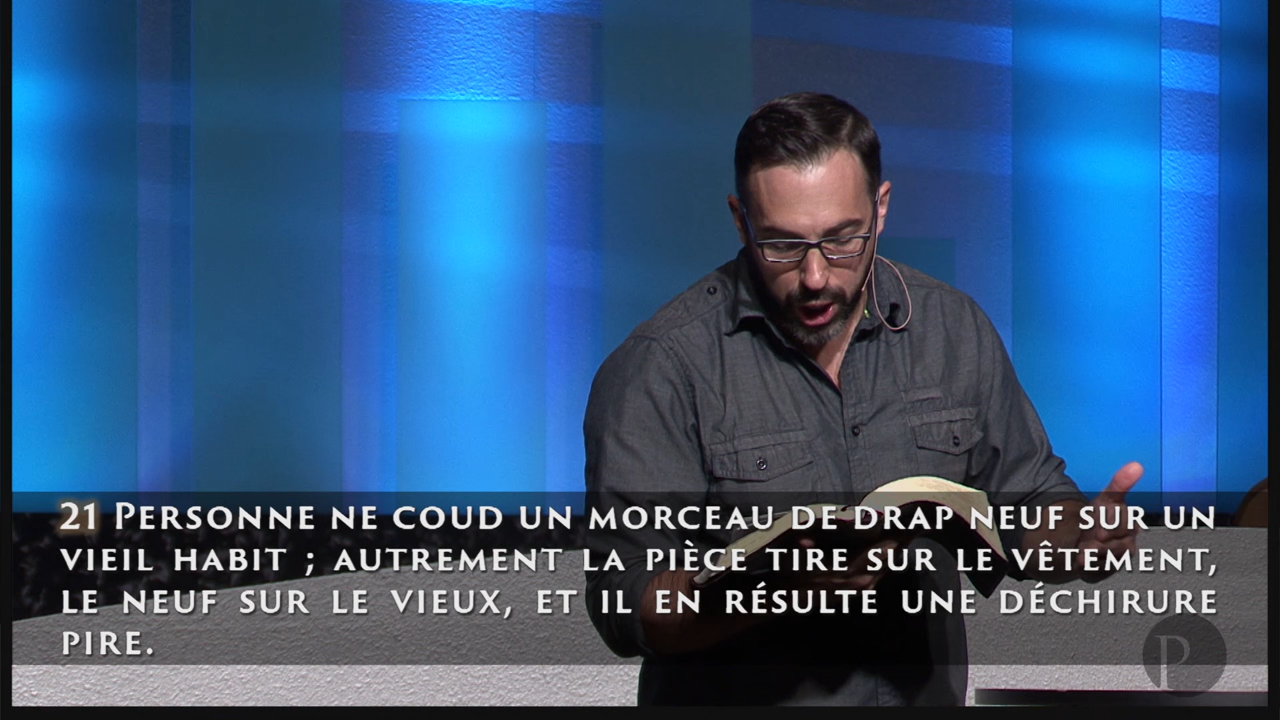 21 PERSONNE NE COUD UN MORCEAU DE DRAP NEUF SUR UN
VIEIL HABIT ; AUTREMENT LA PIÈCE TIRE SUR LE VÊTEMENT,
LE NEUF SUR LE VIEUX, ET IL EN RÉSULTE UNE DÉCHIRURE
PIRE.
P